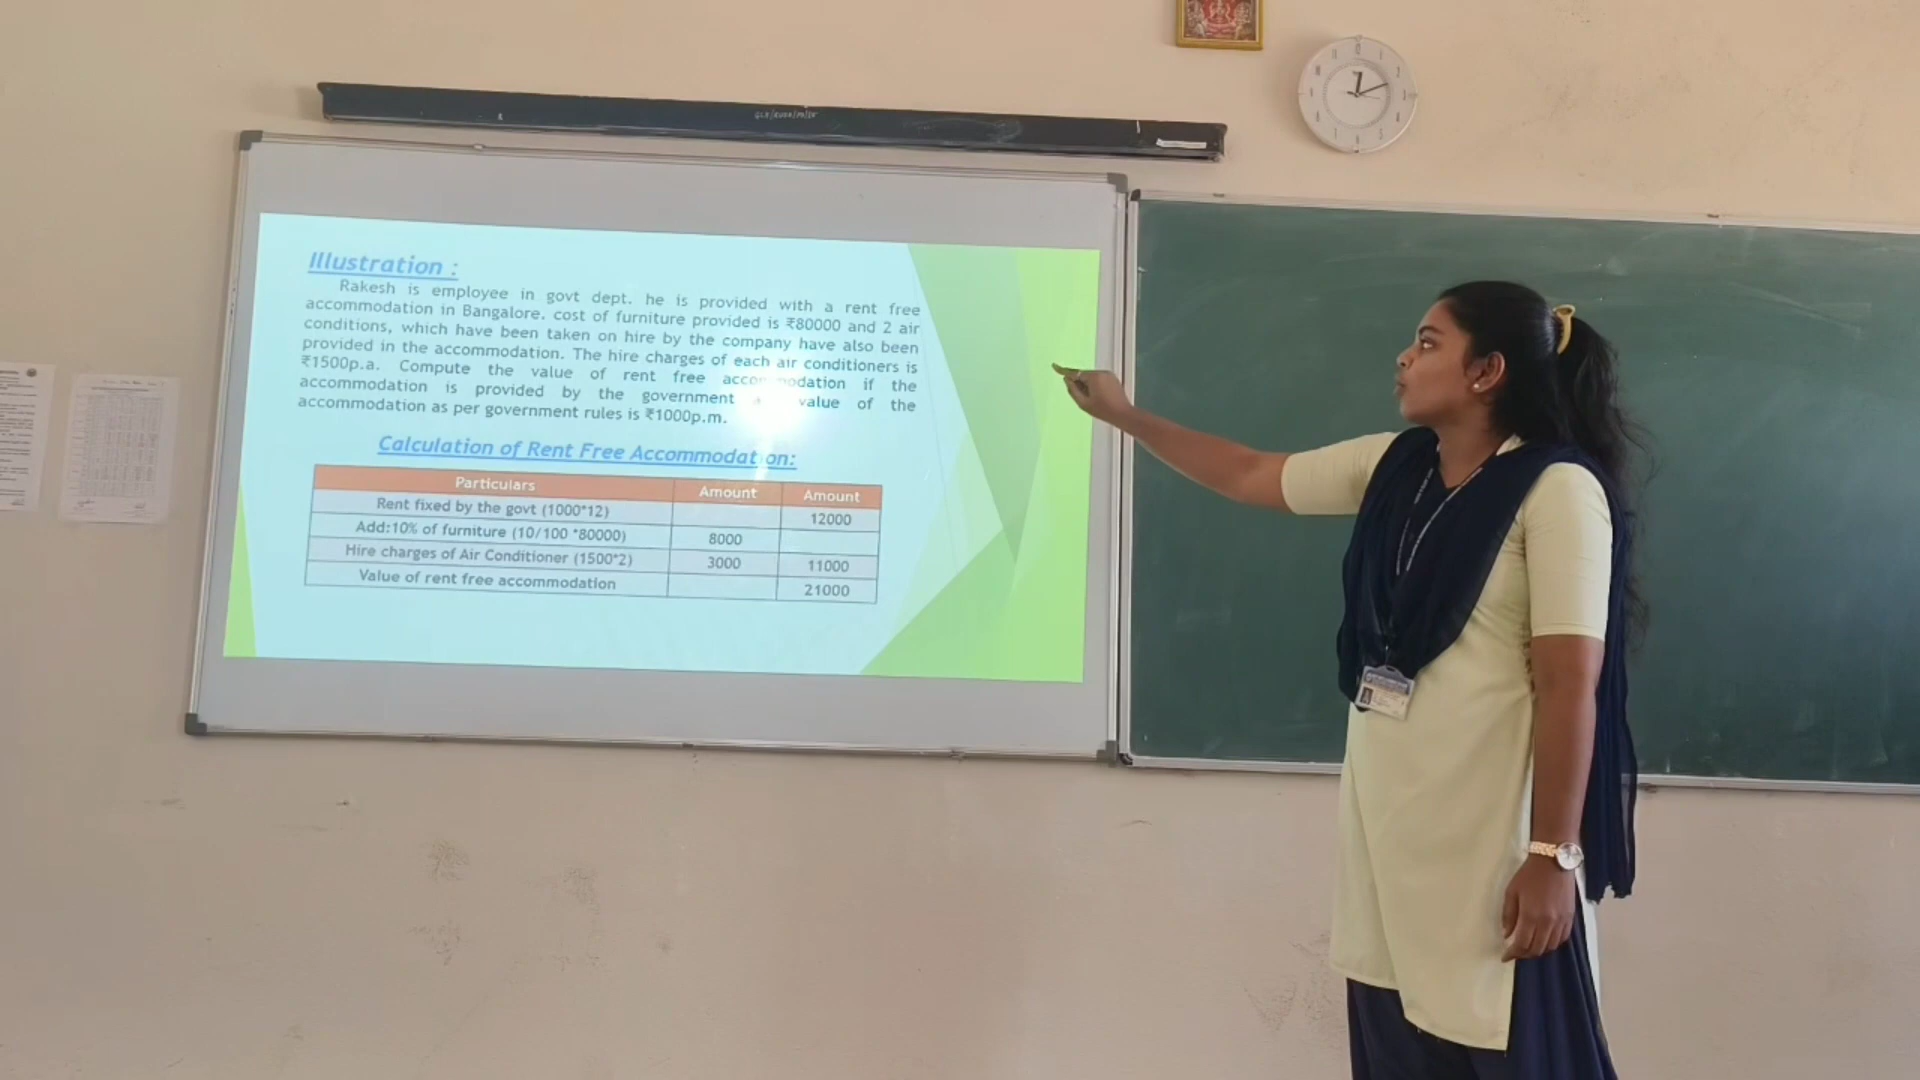 Illustration :
Rakesh is employee in govt dept. he is provided with a rent free
accommodation in Bangalore. cost of furniture provided is ₹80000 and 2 air
conditions, which have been taken on hire by the company have also been
provided in the accommodation. The hire charges of each air conditioners is
₹1500p.a. Compute the value of rent free accommodation if the
accommodation is provided by the government value of the
accommodation as per government rules is ₹1000p.m.
Calculation of Rent Free Accommodation:
Particulars Amount Amount
Rent fixed by the govt (1000*12) 12000
Add:10% of furniture (10/100 *80000) 8000
Hire charges of Air Conditioner (1500*2) 3000 11000
Value of rent free accommodation 21000